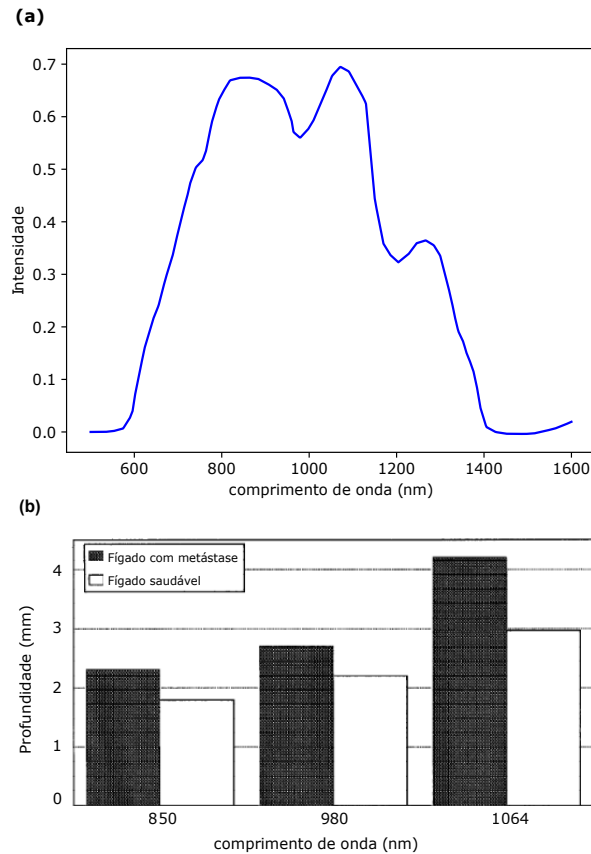 (a)
Intensidade
0.7
0.6
0.5
0.4
0.3
0.2
0.1
0.0
600 800 1000 1200 1400 1600
comprimento de onda (nm)
(b)
Profundidade (mm)
Fígado com metástase
Fígado saudável
4
3
2
1
0
850 980 1064
comprimento de onda (nm)